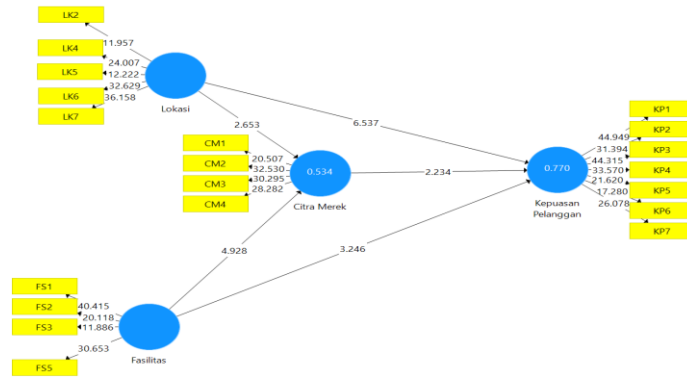 LK2
LK4
LK5
LK6
LK7
11.957
24.007
12.222
32.629
36.158
Lokasi
2.653
6.537
CM1
CM2
CM3
CM4
20.507
32.530
30.295
28.282
0.534
Citra Merek
2.234
0.770
Kepuasan
Pelanggan
KP1
KP2
KP3
KP4
KP5
KP6
KP7
44.949
31.394
44.315
33.570
21.620
17.280
26.078
4.928
3.246
FS1
FS2
FS3
FS5
40.415
20.118
11.886
30.653
Fasilitas